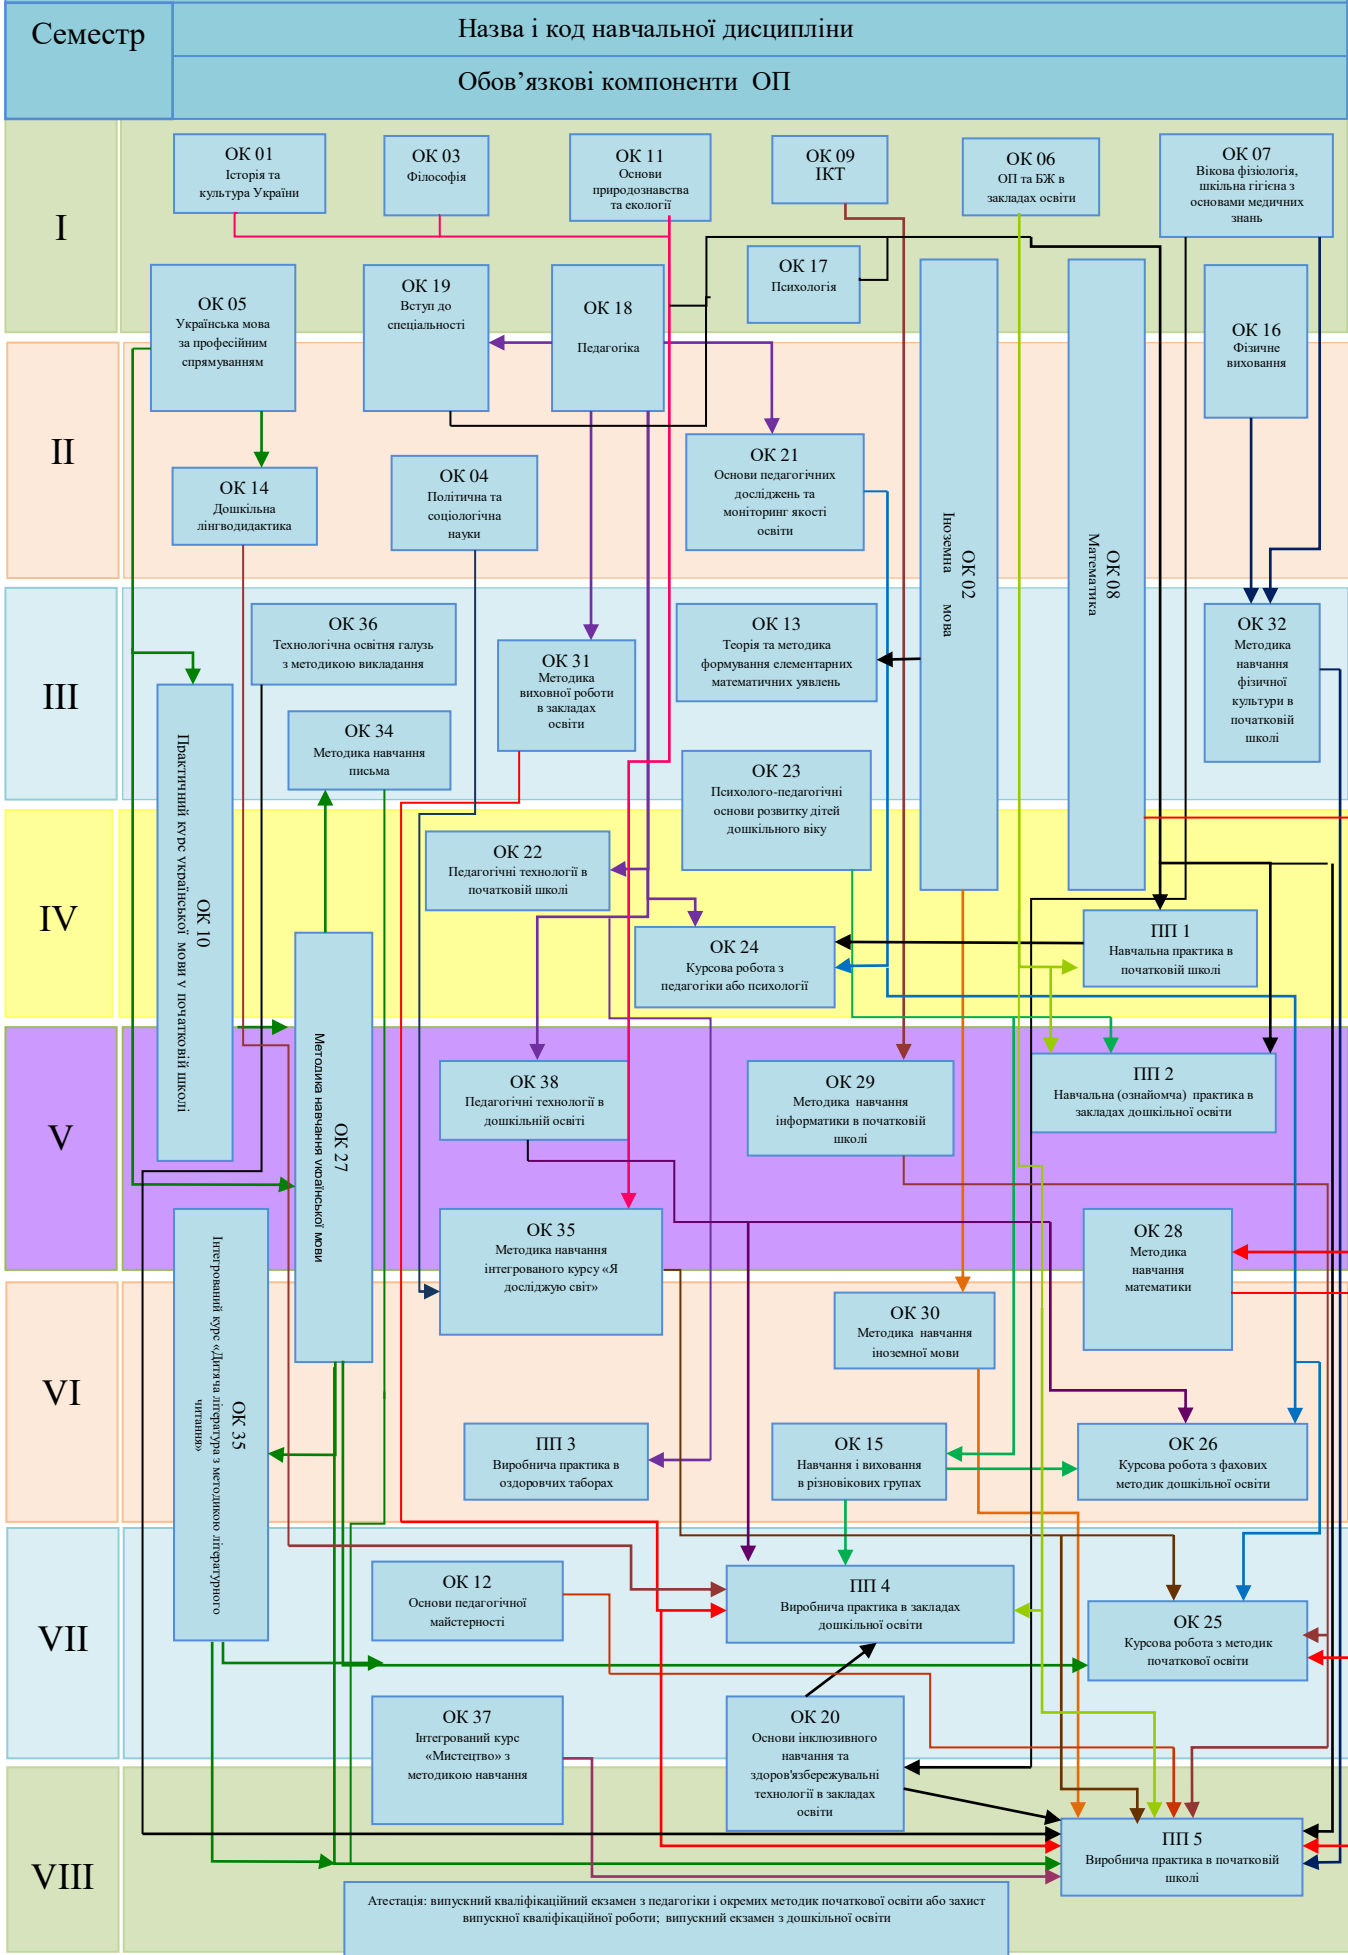 Семестр
Назва і код навчальної дисципліни
Обов’язкові компоненти ОП
I
ОК 01
Історія та
культура України
ОК 03
Філософія
ОК 11
Основи
природознавства
та екології
ОК 09
ІКТ
ОК 06
ОП та БЖ в
закладах освіти
ОК 07
Вікова фізіологія,
шкільна гігієна з
основами медичних
знань
ОК 05
Українська мова
за професійним
спрямуванням
ОК 19
Вступ до
спеціальності
ОК 18
Педагогіка
ОК 17
Психологія
ОК 16
Фізичне
виховання
II
ОК 14
Дошкільна
лінгводидактика
ОК 04
Політична та
соціологічна
науки
ОК 21
Основи педагогічних
досліджень та
моніторинг якості
освіти
ОК 02
Іноземна мова
ОК 08
Математика
III
ОК 36
Технологічна освітня галузь
з методикою викладання
ОК 31
Методика
виховної роботи
в закладах
освіти
ОК 13
Теорія та методика
формування елементарних
математичних уявлень
ОК 32
Методика
навчання
фізичної
культури в
початковій
школі
ОК 34
Методика навчання
письма
ОК 23
Психолого-педагогічні
основи розвитку дітей
дошкільного віку
IV
ОК 10
Практичний курс української мови у початковій школі
ОК 22
Педагогічні технології в
початковій школі
ОК 24
Курсова робота з
педагогіки або психології
ПП 1
Навчальна практика в
початковій школі
V
ОК 27
Методика навчання української мови
ОК 38
Педагогічні технології в
дошкільній освіті
ОК 29
Методика навчання
інформатики в початковій
школі
ПП 2
Навчальна (ознайомча) практика в
закладах дошкільної освіти
ОК 35
Методика навчання
інтегрованого курсу «Я
досліджую світ»
ОК 28
Методика
навчання
математики
VI
ОК 35
Інтегрований курс «Дитяча література з методикою літературного
читання»
ОК 30
Методика навчання
іноземної мови
ПП 3
Виробнича практика в
оздоровчих таборах
ОК 15
Навчання і виховання
в різновікових групах
ОК 26
Курсова робота з фахових
методик дошкільної освіти
VII
ОК 12
Основи педагогічної
майстерності
ПП 4
Виробнича практика в закладах
дошкільної освіти
ОК 25
Курсова робота з методик
початкової освіти
ОК 37
Інтегрований курс
«Мистецтво» з
методикою навчання
ОК 20
Основи інклюзивного
навчання та
здоров'язбережувальні
технології в закладах
освіти
VIII
ПП 5
Виробнича практика в початковій
школі
Атестація: випускний кваліфікаційний екзамен з педагогіки і окремих методик початкової освіти або захист
випускної кваліфікаційної роботи; випускний екзамен з дошкільної освіти